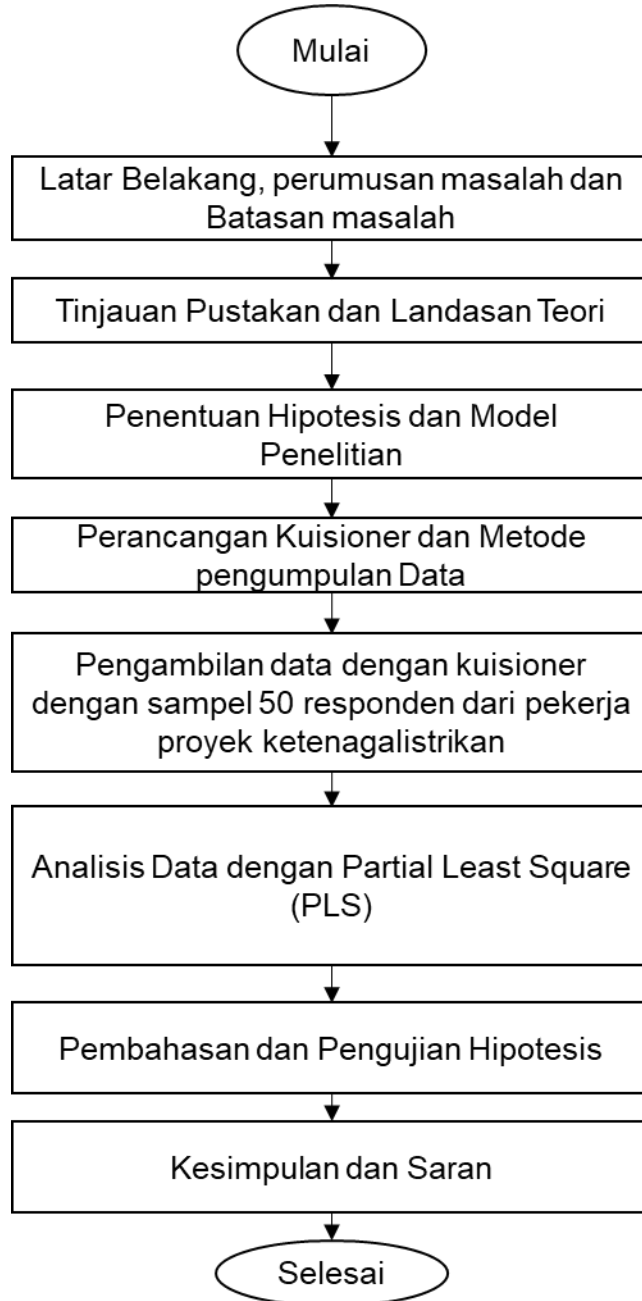 Mulai
Latar Belakang, perumusan masalah dan
Batasan masalah
Tinjauan Pustakan dan Landasan Teori
Penentuan Hipotesis dan Model
Penelitian
Perancangan Kuisioner dan Metode
pengumpulan Data
Pengambilan data dengan kuisioner
dengan sampel 50 responden dari pekerja
proyek ketenagalistrikan
Analisis Data dengan Partial Least Square
(PLS)
Pembahasan dan Pengujian Hipotesis
Kesimpulan dan Saran
Selesai